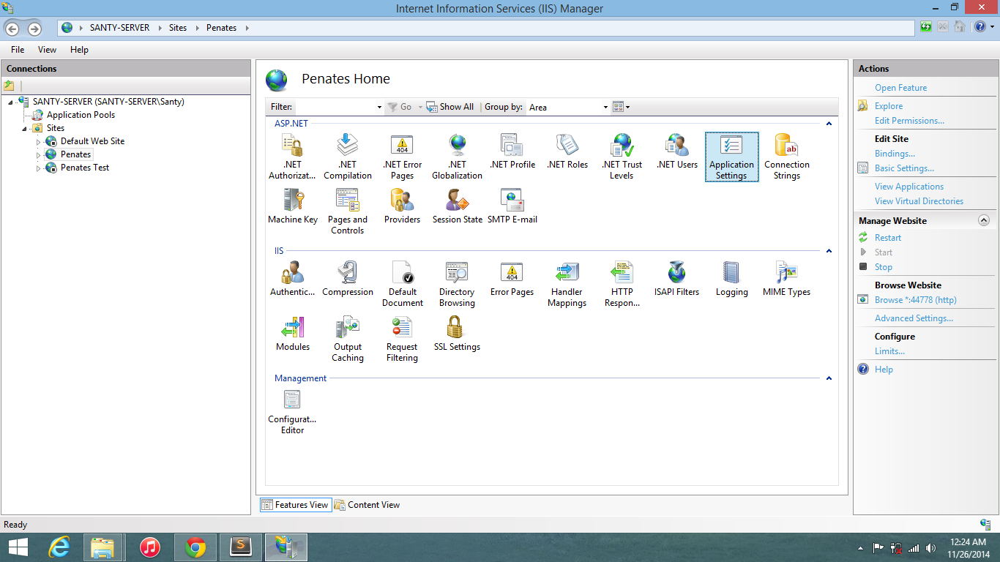 Internet Information Services (IIS) Manager
SANTY-SERVER Sites Penates
File View Help
Connections
SANTY-SERVER (SANTY-SERVER\Santy)
Application Pools
Sites
Default Web Site
Penates
Penates Test
Penates Home
Filter: Go Show All Group by: Area
ASP.NET
.NET Authorizat...
.NET Compilation
.NET Error Pages
.NET Globalization
.NET Profile
.NET Roles
.NET Trust Levels
.NET Users
Application Settings
Connection Strings
Machine Key
Pages and Controls
Providers
Session State
SMTP E-mail
IIS
Authentic...
Compression
Default Document
Directory Browsing
Error Pages
Handler Mappings
HTTP Respon...
ISAPI Filters
Logging
MIME Types
Modules
Output Caching
Request Filtering
SSL Settings
Management
Configurat... Editor
Features View Content View
Actions
Open Feature
Explore
Edit Permissions...
Edit Site
Bindings...
Basic Settings...
View Applications
View Virtual Directories
Manage Website
Restart
Start
Stop
Browse Website
Browse *:44778 (http)
Advanced Settings...
Configure
Limits...
Help
Ready
12:24 AM
11/26/2014